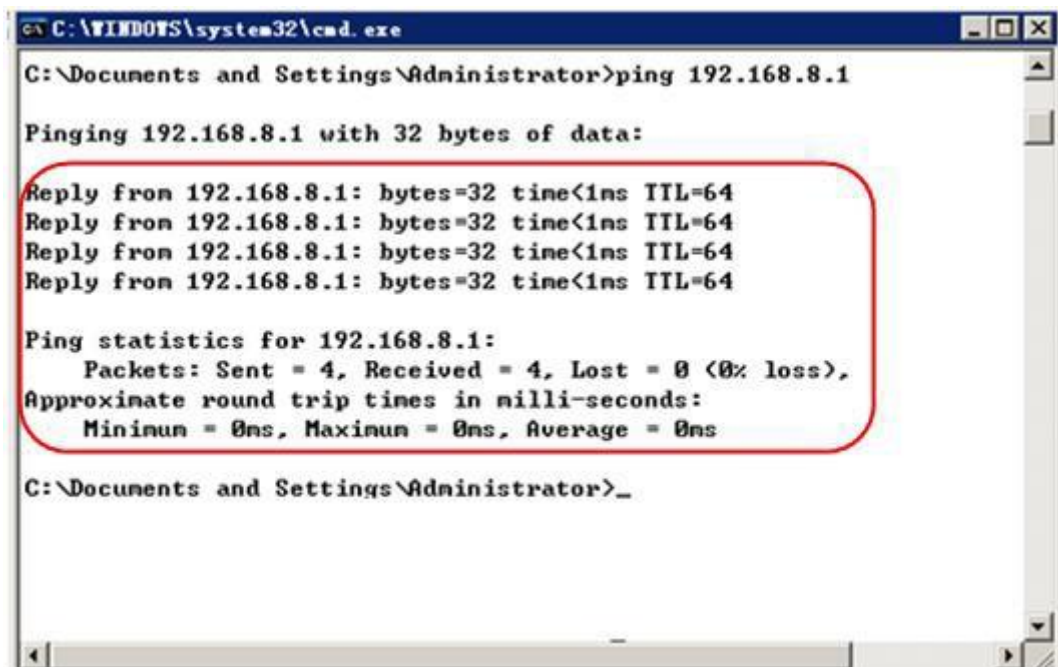 C:\WINDOWS\system32\cmd.exe
C:\Documents and Settings\Administrator>ping 192.168.8.1
Pinging 192.168.8.1 with 32 bytes of data:
Reply from 192.168.8.1: bytes=32 time<1ms TTL=64
Reply from 192.168.8.1: bytes=32 time<1ms TTL=64
Reply from 192.168.8.1: bytes=32 time<1ms TTL=64
Reply from 192.168.8.1: bytes=32 time<1ms TTL=64
Ping statistics for 192.168.8.1:
Packets: Sent = 4, Received = 4, Lost = 0 (0% loss),
Approximate round trip times in milli-seconds:
Minimum = 0ms, Maximum = 0ms, Average = 0ms
C:\Documents and Settings\Administrator>_